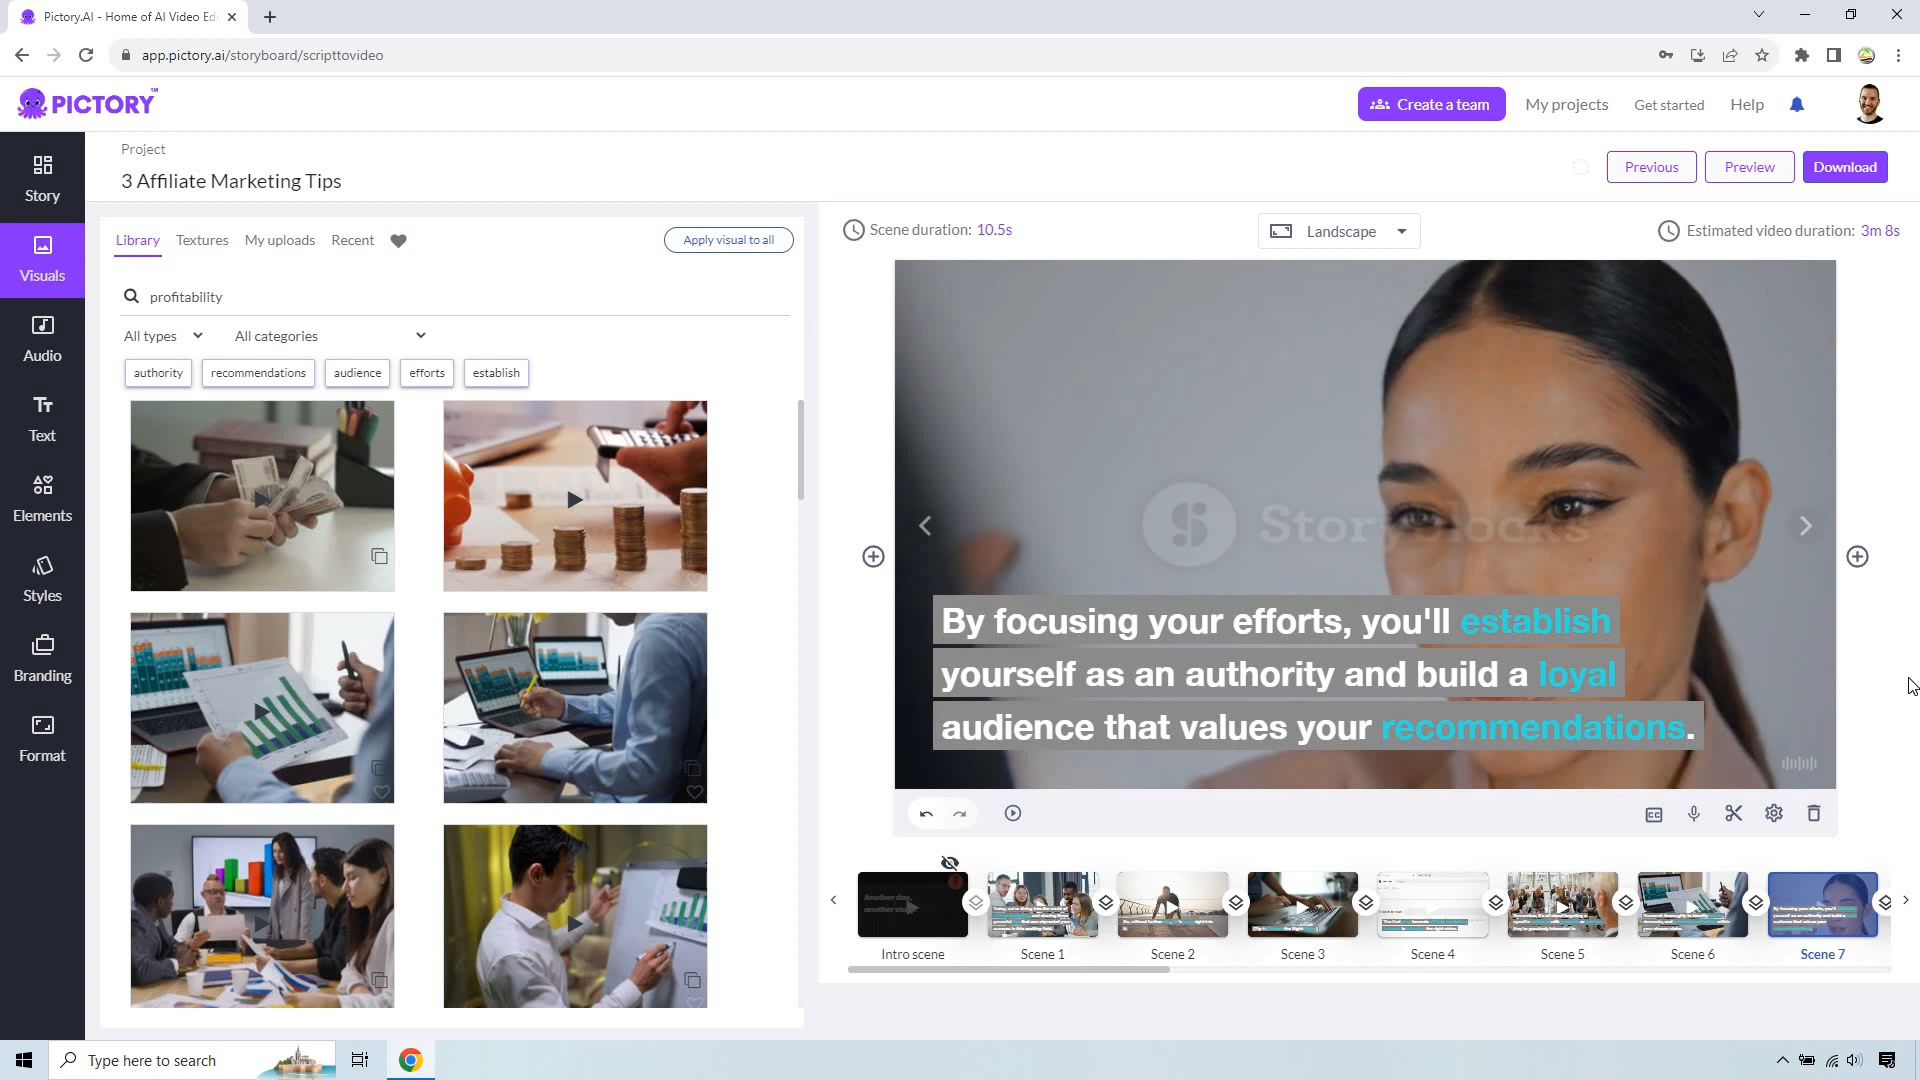 Pictory.AI - Home of AI Video Edi
app.pictory.ai/storyboard/scripttovideo
PICTORY™
Create a team
My projects
Get started
Help
Project
3 Affiliate Marketing Tips
Previous
Preview
Download
Story
Visuals
Audio
Text
Elements
Styles
Branding
Format
Library
Textures
My uploads
Recent
Apply visual to all
profitability
All types
All categories
authority
recommendations
audience
efforts
establish
Scene duration: 10.5s
Landscape
Estimated video duration: 3m 8s
Storyblocks
By focusing your efforts, you'll establish
yourself as an authority and build a loyal
audience that values your recommendations.
Another day,
Intro scene
Scene 1
Scene 2
Scene 3
Scene 4
Scene 5
Scene 6
Scene 7
Type here to search